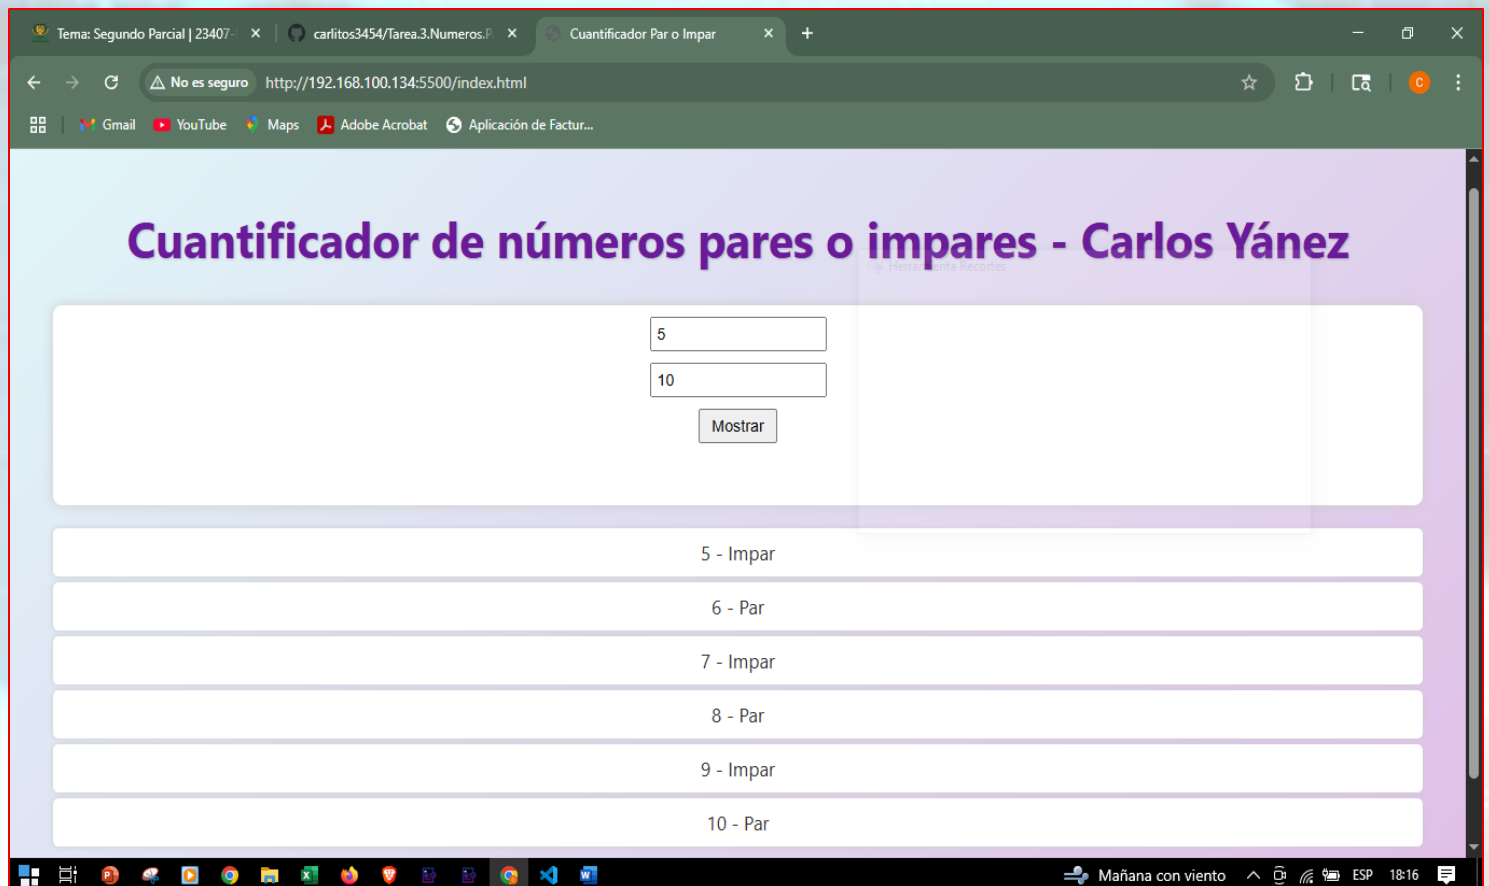 Tema: Segundo Parcial | 23407-
carlitos3454/Tarea.3.Numeros.P
Cuantificador Par o Impar
No es seguro
http://192.168.100.134:5500/index.html
C
Gmail
YouTube
Maps
Adobe Acrobat
Aplicación de Factur...
Cuantificador de números pares o impares - Carlos Yánez
Herramienta Recortes
5
10
Mostrar
5 - Impar
6 - Par
7 - Impar
8 - Par
9 - Impar
10 - Par
Mañana con viento
ESP
18:16